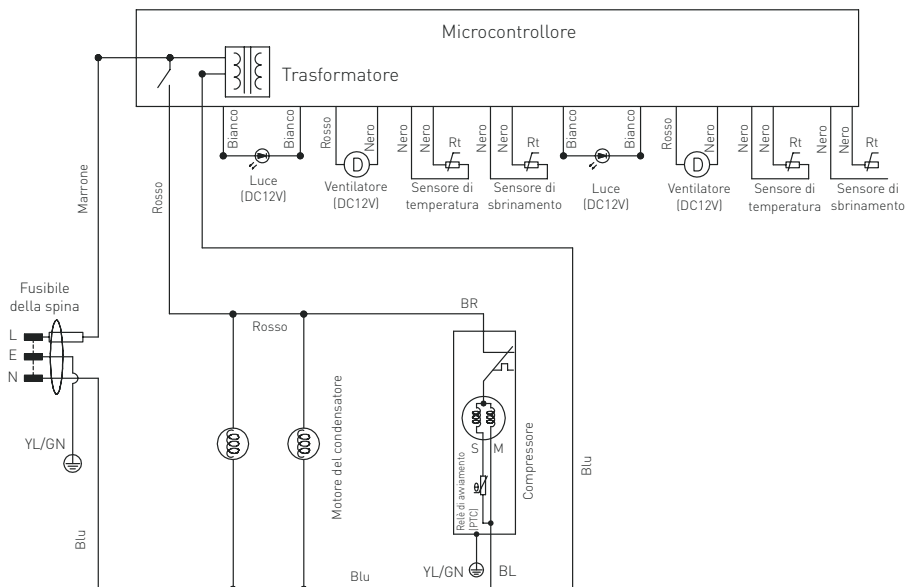 Microcontrollore
Trasformatore
Bianco
Bianco
Rosso
Nero
Nero
Nero
Nero
Nero
Bianco
Bianco
Rosso
Nero
Nero
Nero
Nero
Nero
Rt
Rt
Rt
Rt
D
D
Luce
(DC12V)
Ventilatore
(DC12V)
Sensore di
temperatura
Sensore di
sbrinamento
Luce
(DC12V)
Ventilatore
(DC12V)
Sensore di
temperatura
Sensore di
sbrinamento
Marrone
Rosso
Fusibile
della spina
L
E
N
YL/GN
Blu
Rosso
BR
Motore del condensatore
S
M
Relè di avviamento
(PTC)
Compressore
Blu
YL/GN
BL
Blu